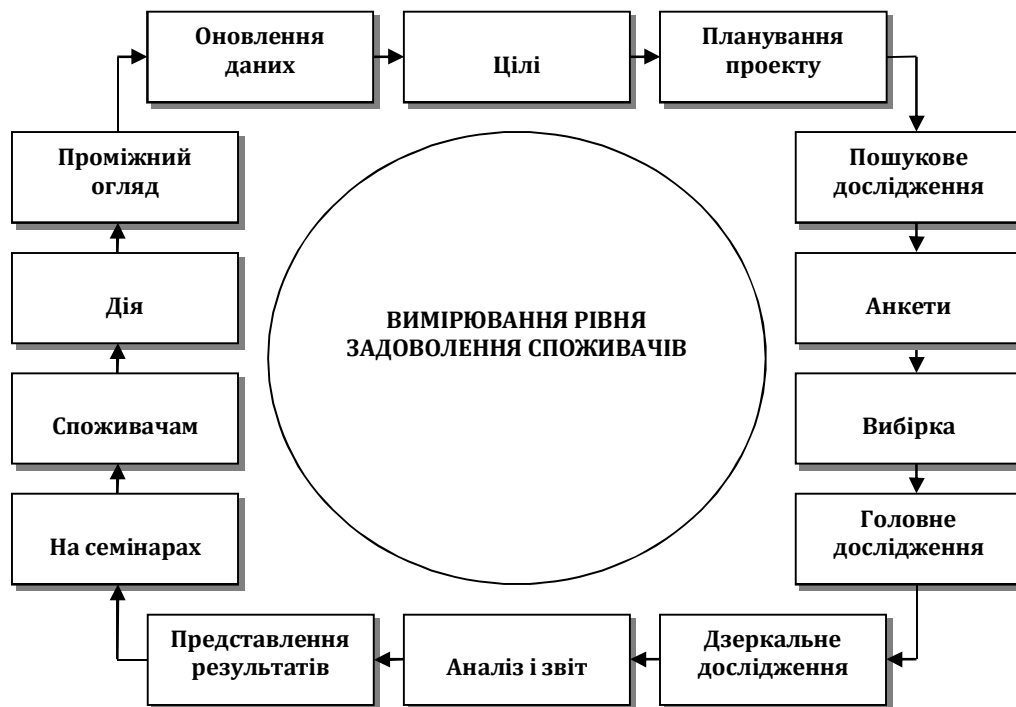 Оновлення
даних
Цілі
Планування
проекту
Проміжний
огляд
Пошукове
дослідження
Дія
Анкети
ВИМІРЮВАННЯ РІВНЯ
ЗАДОВОЛЕННЯ СПОЖИВАЧІВ
Споживачам
Вибірка
На семінарах
Головне
дослідження
Представлення
результатів
Аналіз і звіт
Дзеркальне
дослідження